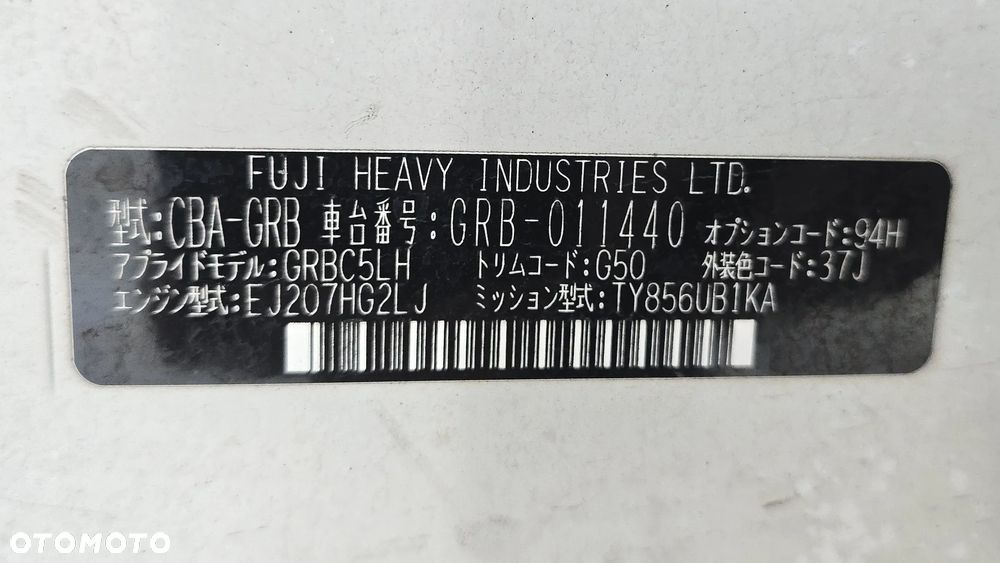 FUJI HEAVY INDUSTRIES LTD.
型式:CBA-GRB 車台番号:GRB-011440 オプションコード:94H
アプライドモデル:GRBC5LH トリムコード:G50 外装色コード:37J
エンジン型式:EJ207HG2LJ ミッション型式:TY856UB1KA
OTOMOTO